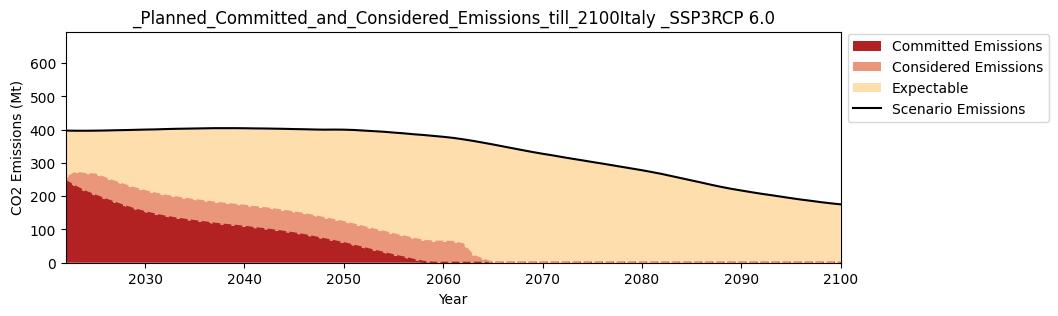 _Planned_Committed_and_Considered_Emissions_till_2100Italy _SSP3RCP 6.0
CO2 Emissions (Mt)
600
500
400
300
200
100
0
2030 2040 2050 2060 2070 2080 2090 2100
Year
Committed Emissions
Considered Emissions
Expectable
Scenario Emissions